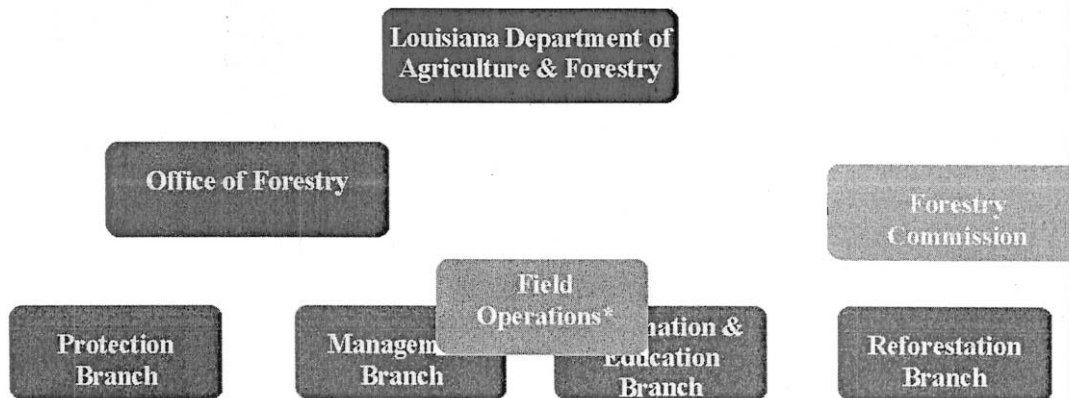 Louisiana Department of
Agriculture & Forestry
Office of Forestry
Forestry
Commission
Field
Operations*
Protection
Branch
Branch
mation &
Education
Branch
Reforestation
Branch